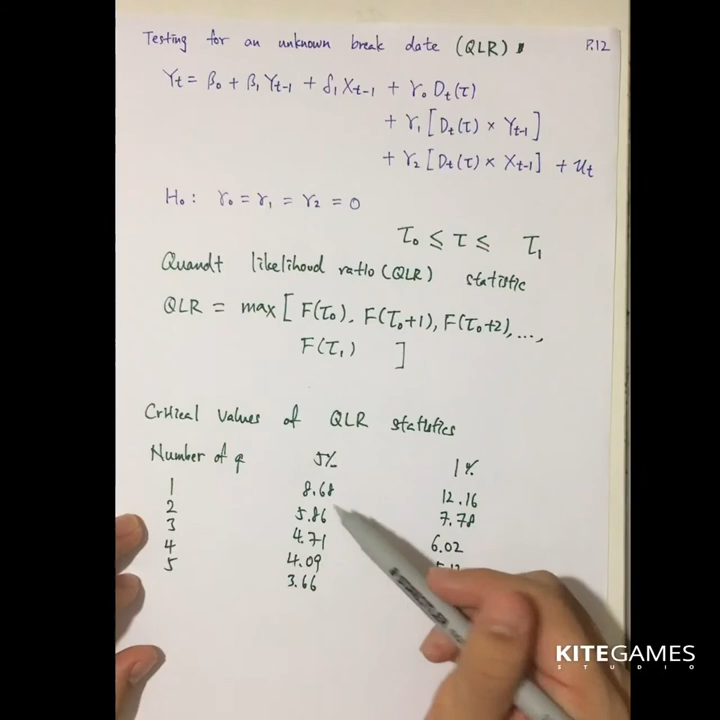 Testing for an unknown break date (QLR) P.12
Yt = β0 + β1 Yt-1 + δ1 Xt-1 + γ0 Dt(τ)
+ γ1 [Dt(τ) × Yt-1]
+ γ2 [Dt(τ) × Xt-1] + ut
H0: γ0 = γ1 = γ2 = 0
τ0 ≤ τ ≤ τ1
Quandt likelihood ratio (QLR) statistic
QLR = max [ F(τ0), F(τ0+1), F(τ0+2), ...,
F(τ1) ]
Critical Values of QLR statistics
Number of q 5% 1%
1 8.68 12.16
2 5.86 7.78
3 4.71 6.02
4 4.09
5 3.66
KITEGAMES
STUDIO